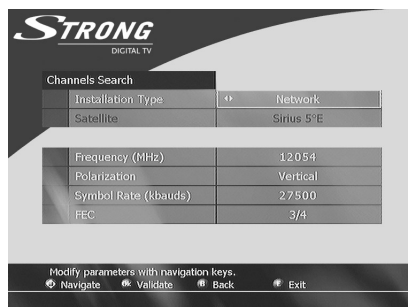 STRONG
DIGITAL TV
Channels Search
Installation Type Network
Satellite Sirius 5°E
Frequency (MHz) 12054
Polarization Vertical
Symbol Rate (kbauds) 27500
FEC 3/4
Modify parameters with navigation keys.
Navigate OK Validate B Back E Exit